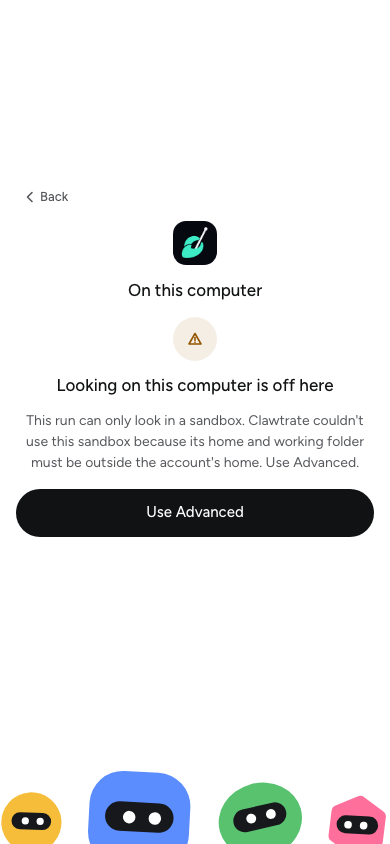 Back
On this computer
Looking on this computer is off here
This run can only look in a sandbox. Clawtrate couldn't
use this sandbox because its home and working folder
must be outside the account's home. Use Advanced.
Use Advanced